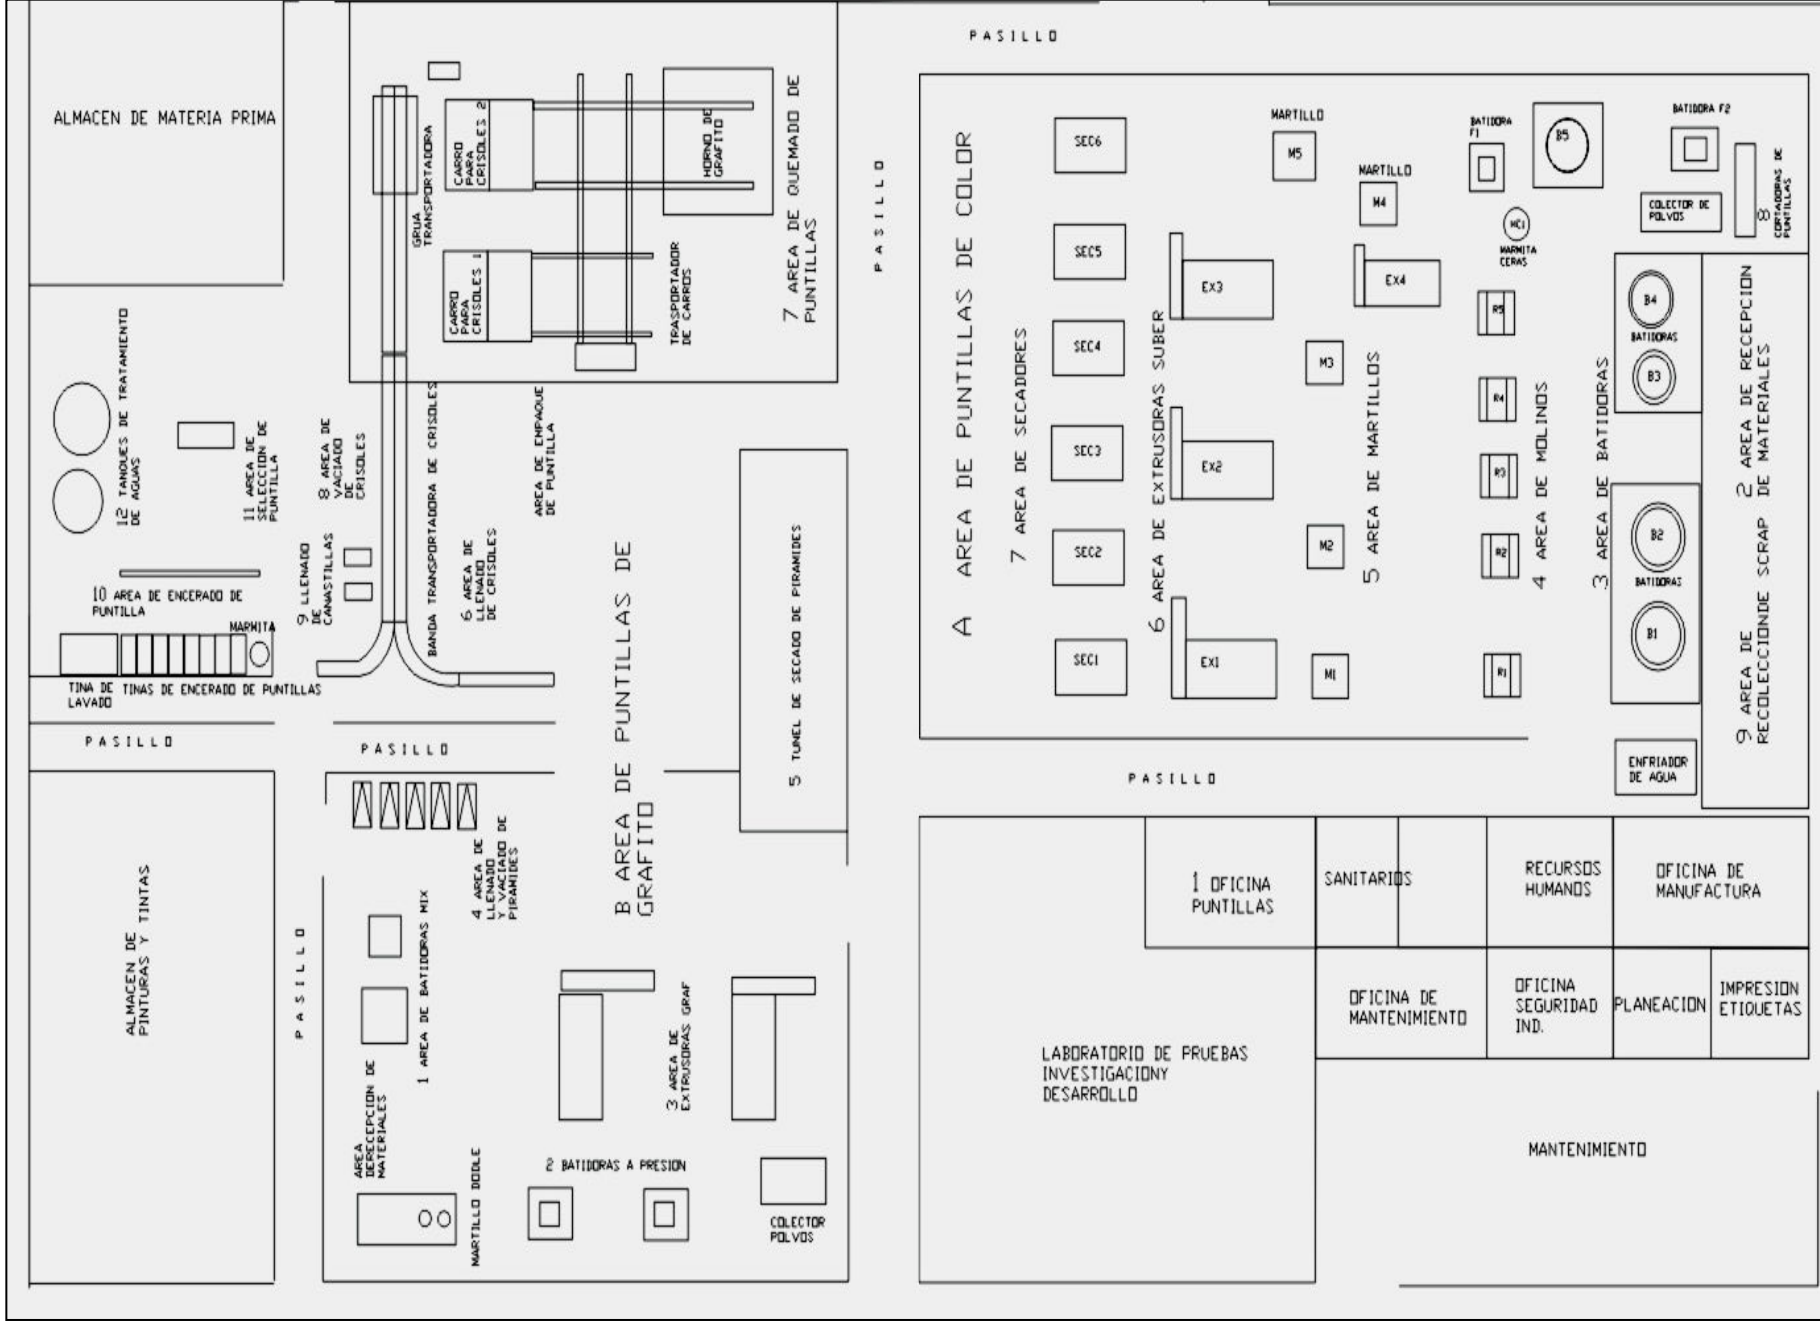 PASILLO
ALMACEN DE MATERIA PRIMA
GRUA
TRANSPORTADORA
CARRO
PARA
CRISOLES 2
HORNO DE
GRAFITO
CARRO
PARA
CRISOLES 1
TRASPORTADOR
DE CARROS
7 AREA DE QUEMADO DE
PUNTILLAS
PASILLO
12 TANQUES DE TRATAMIENTO
DE AGUAS
11 AREA DE
SELECCION DE
PUNTILLA
8 AREA DE
VACIADO
DE
CRISOLES
BANDA TRANSPORTADORA DE CRISOLES
AREA DE EMPAQUE
DE PUNTILLA
9 LLENADO
DE
CANASTILLAS
6 AREA DE
LLENADO
DE CRISOLES
10 AREA DE ENCERADO DE
PUNTILLA
MARMITA
TINA DE
LAVADO
TINAS DE ENCERADO DE PUNTILLAS
PASILLO
PASILLO
B AREA DE PUNTILLAS DE
GRAFITO
5 TUNEL DE SECADO DE PIRAMIDES
ALMACEN DE
PINTURAS Y TINTAS
PASILLO
4 AREA DE
LLENADO
Y VACIADO DE
PIRAMIDES
1 AREA DE BATIDORAS MIX
AREA
DERECEPCION DE
MATERIALES
3 AREA DE
EXTRUSORAS GRAF
MARTILLO DOBLE
2 BATIDORAS A PRESION
COLECTOR
POLVOS
A AREA DE PUNTILLAS DE COLOR
7 AREA DE SECADORES
SEC6
SEC5
SEC4
SEC3
SEC2
SEC1
6 AREA DE EXTRUSORAS SUBER
EX3
EX4
EX2
EX1
MARTILLO
M5
MARTILLO
M4
M3
M2
M1
5 AREA DE MARTILLOS
BATIDORA
F1
B5
BATIDORA F2
COLECTOR DE
POLVOS
8
CORTADORAS DE
PUNTILLAS
MC1
MARMITA
CERAS
R5
R4
R3
R2
R1
4 AREA DE MOLINOS
3 AREA DE BATIDORAS
B4
BATIDORAS
B3
B2
BATIDORAS
B1
2 AREA DE RECEPCION
DE MATERIALES
9 AREA DE
RECOLECCIONDE SCRAP
ENFRIADOR
DE AGUA
PASILLO
1 OFICINA
PUNTILLAS
SANITARIOS
RECURSOS
HUMANOS
OFICINA DE
MANUFACTURA
OFICINA DE
MANTENIMIENTO
OFICINA
SEGURIDAD
IND.
PLANEACION
IMPRESION
ETIQUETAS
LABORATORIO DE PRUEBAS
INVESTIGACIONY
DESARROLLO
MANTENIMIENTO